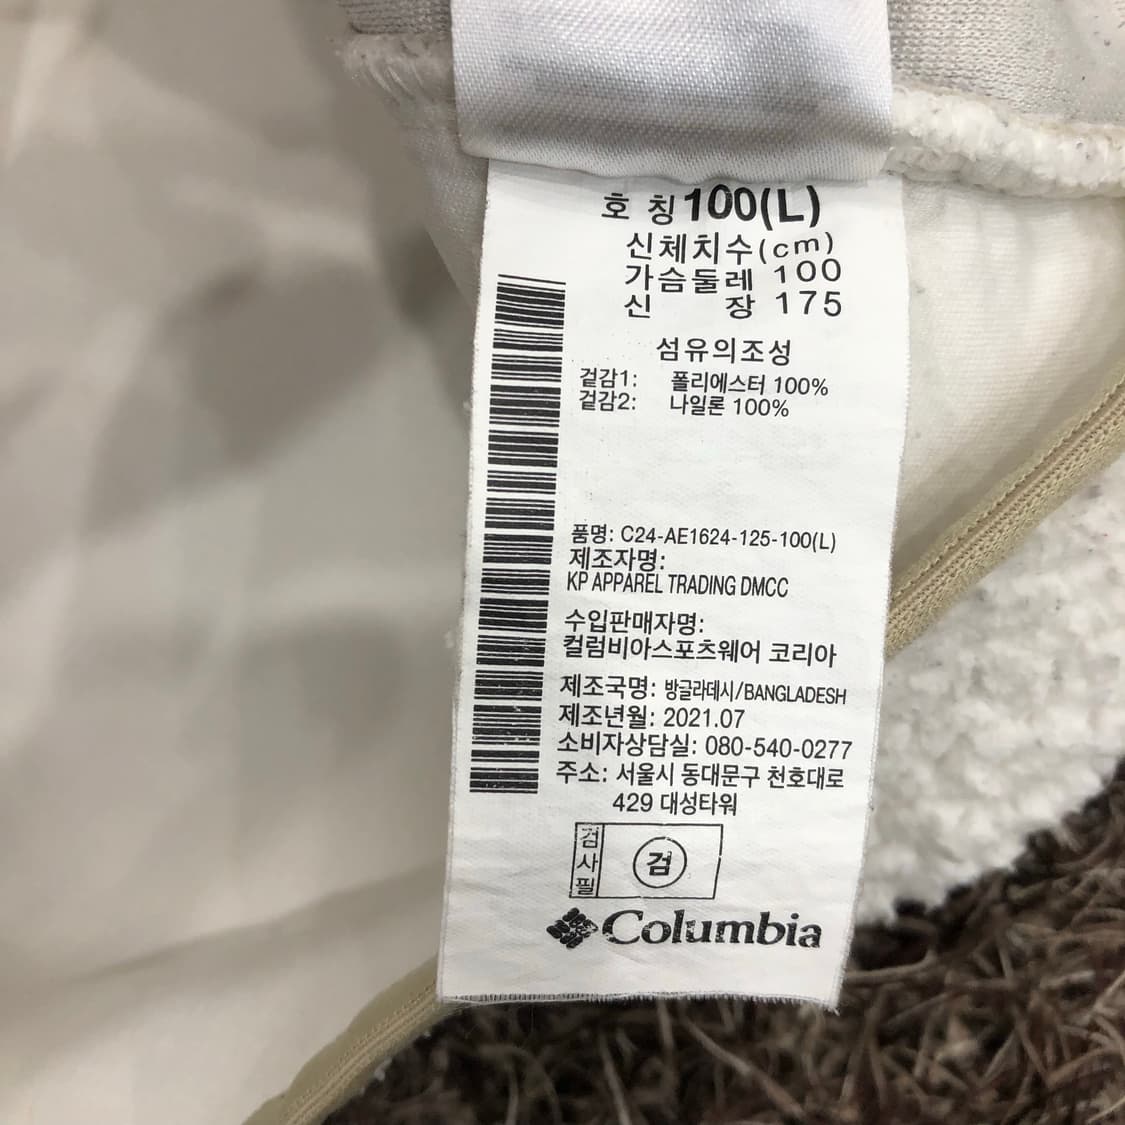 호 칭 100(L)
신체치수(cm)
가슴둘레 100
신 장 175
섬유의조성
겉감1: 폴리에스터 100%
겉감2: 나일론 100%
품명: C24-AE1624-125-100(L)
제조자명:
KP APPAREL TRADING DMCC
수입판매자명:
컬럼비아스포츠웨어 코리아
제조국명: 방글라데시/BANGLADESH
제조년월: 2021.07
소비자상담실: 080-540-0277
주소: 서울시 동대문구 천호대로
429 대성타워
검사필 검
Columbia